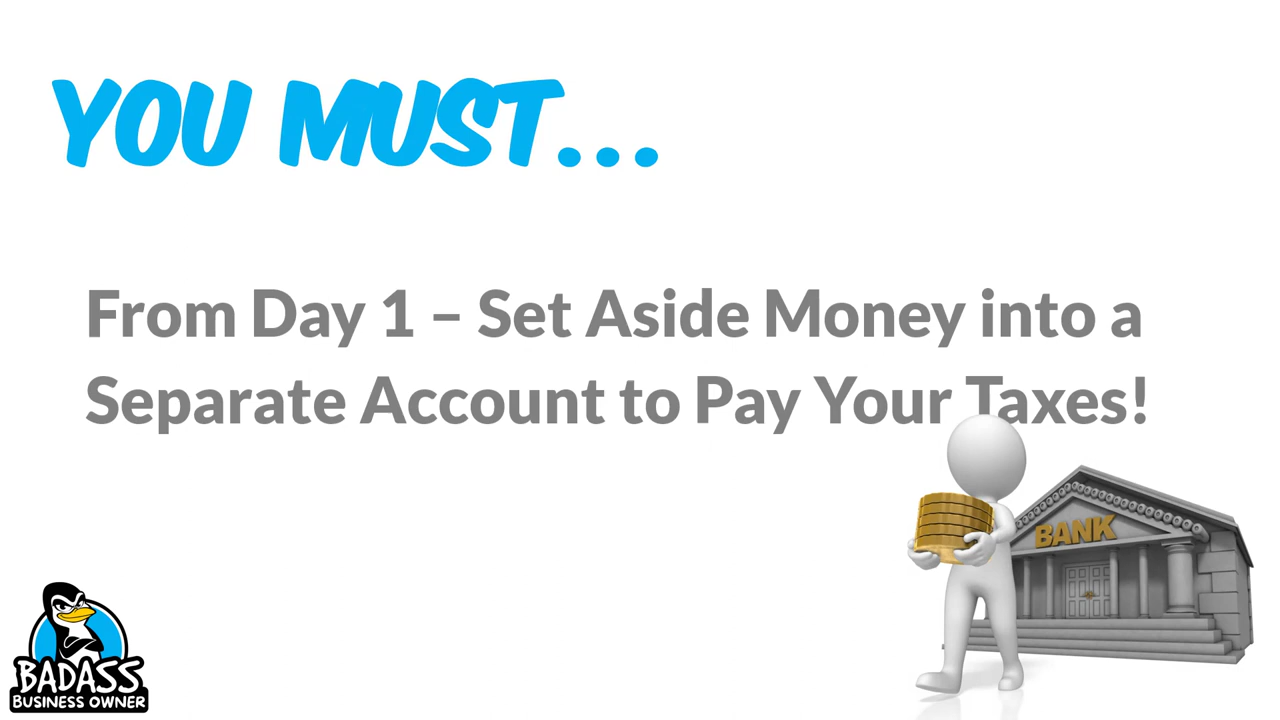 YOU MUST...
From Day 1 – Set Aside Money into a
Separate Account to Pay Your Taxes!
BANK
BADASS
BUSINESS OWNER